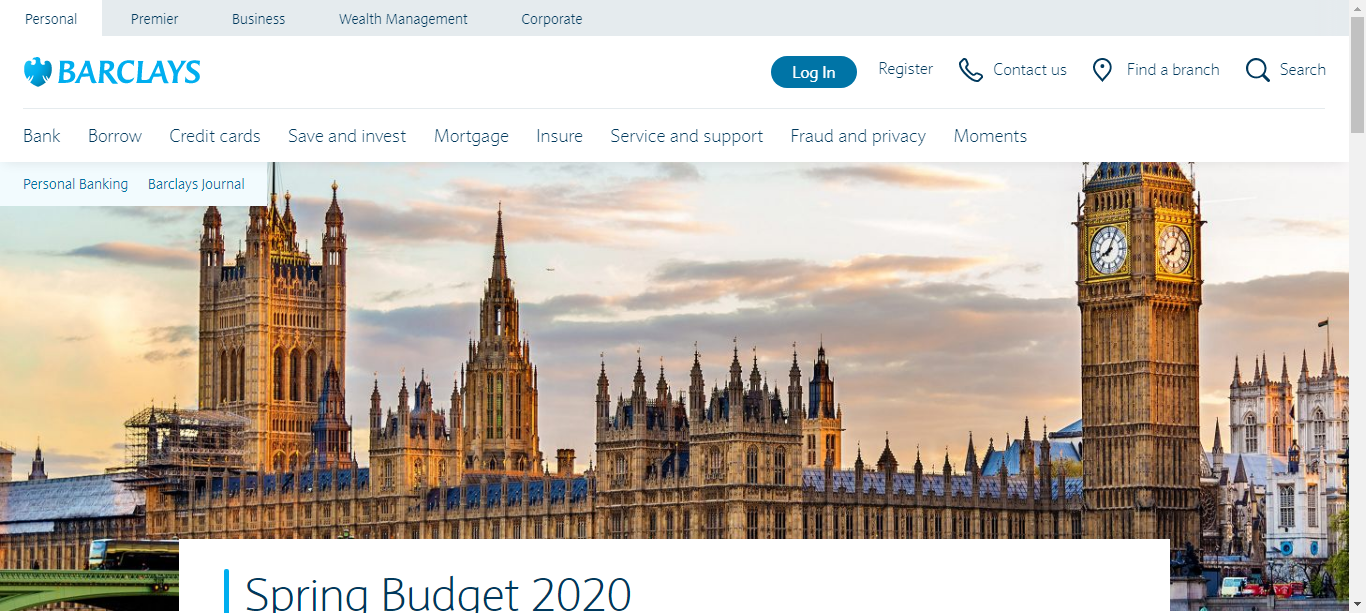 Personal Premier Business Wealth Management Corporate
BARCLAYS
Log In Register Contact us Find a branch Search
Bank Borrow Credit cards Save and invest Mortgage Insure Service and support Fraud and privacy Moments
Personal Banking Barclays Journal
Spring Budget 2020